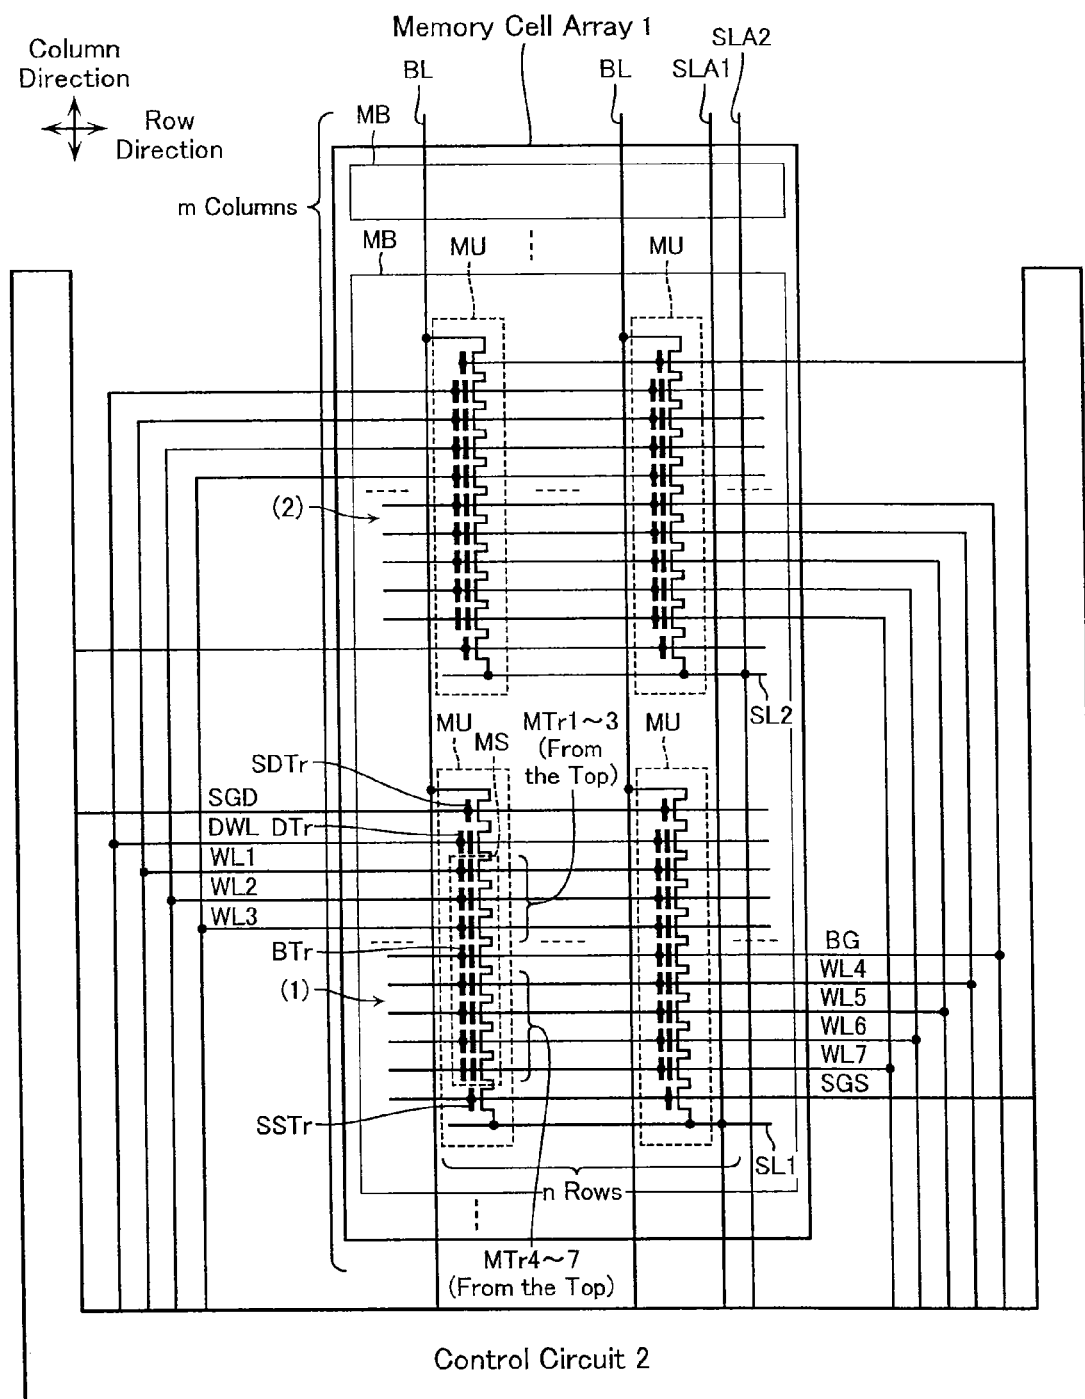 Memory Cell Array 1
SLA2
Column
Direction
BL
BL
SLA1
MB
Row
Direction
m Columns
MB
MU
MU
(2)
SL2
MU
MS
MTr1~3
(From
the Top)
MU
SDTr
SGD
DWL DTr
WL1
WL2
WL3
BTr
BG
WL4
(1)
WL5
WL6
WL7
SGS
SSTr
SL1
n Rows
MTr4~7
(From the Top)
Control Circuit 2